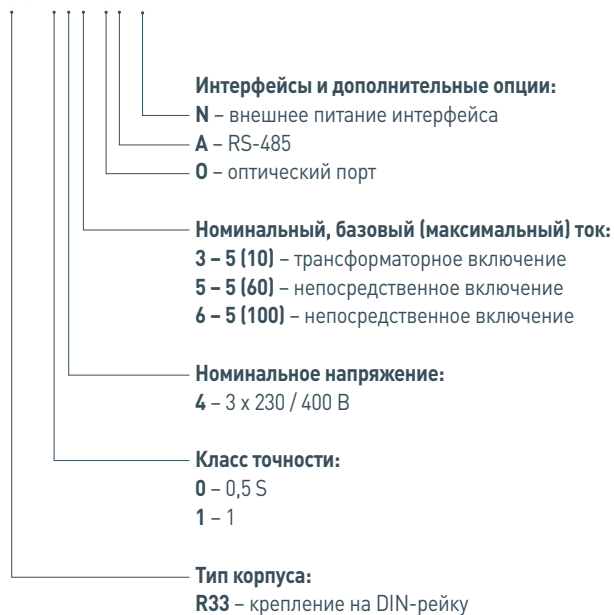 Интерфейсы и дополнительные опции:
N – внешнее питание интерфейса
A – RS-485
O – оптический порт
Номинальный, базовый (максимальный) ток:
3 – 5 (10) – трансформаторное включение
5 – 5 (60) – непосредственное включение
6 – 5 (100) – непосредственное включение
Номинальное напряжение:
4 – 3 x 230 / 400 В
Класс точности:
0 – 0,5 S
1 – 1
Тип корпуса:
R33 – крепление на DIN-рейку